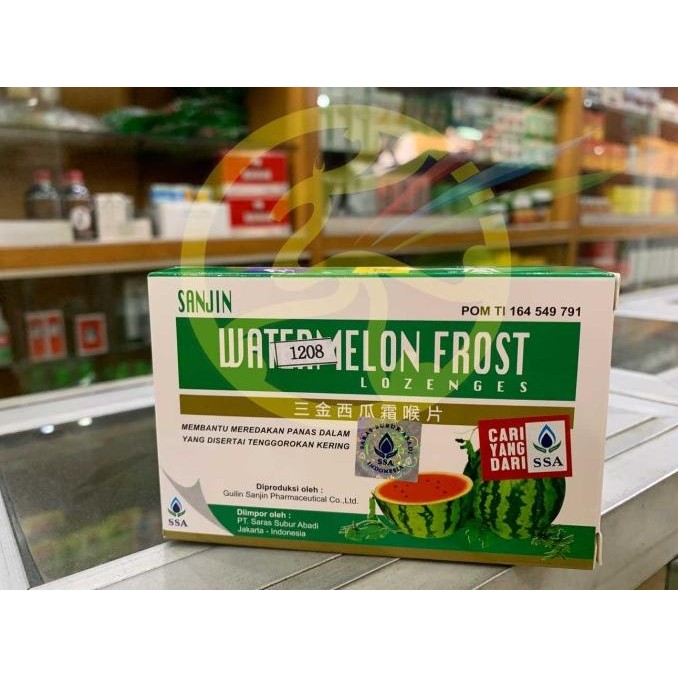 SANJIN
POM TI 164 549 791
WATERMELON FROST
1208
LOZENGES
三金西瓜霜喉片
MEMBANTU MEREDAKAN PANAS DALAM
YANG DISERTAI TENGGOROKAN KERING
SSA
INDONESIA
CARI
YANG
DARI
SSA
Diproduksi oleh :
Guilin Sanjin Pharmaceutical Co.,Ltd.
Diimpor oleh :
PT. Saras Subur Abadi
Jakarta - Indonesia
SSA